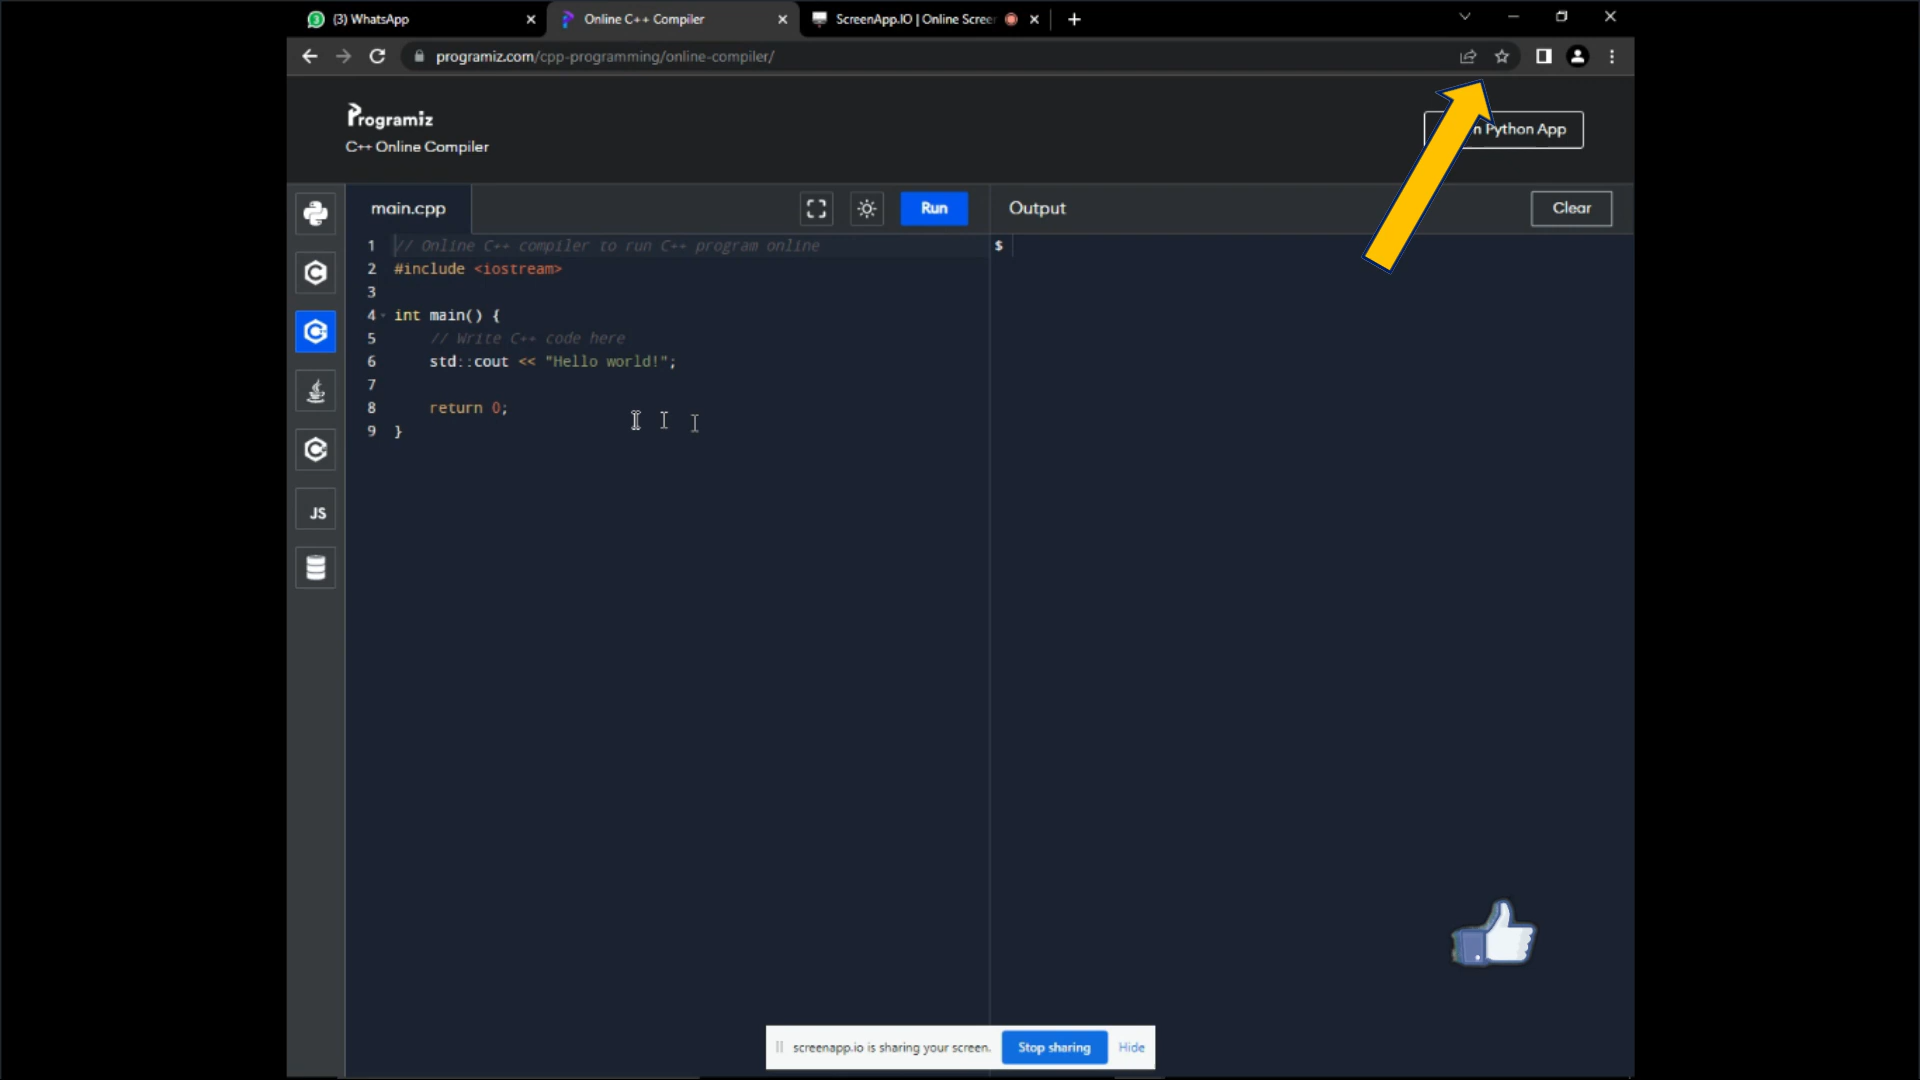 (3) WhatsApp
Online C++ Compiler
ScreenApp.IO | Online Scree
programiz.com/cpp-programming/online-compiler/
Programiz
C++ Online Compiler
n Python App
main.cpp
Run
Output
Clear
1 // Online C++ compiler to run C++ program online
2 #include <iostream>
3
4 int main() {
5 // Write C++ code here
6 std::cout << "Hello world!";
7
8 return 0;
9 }
$
JS
screenapp.io is sharing your screen.
Stop sharing
Hide